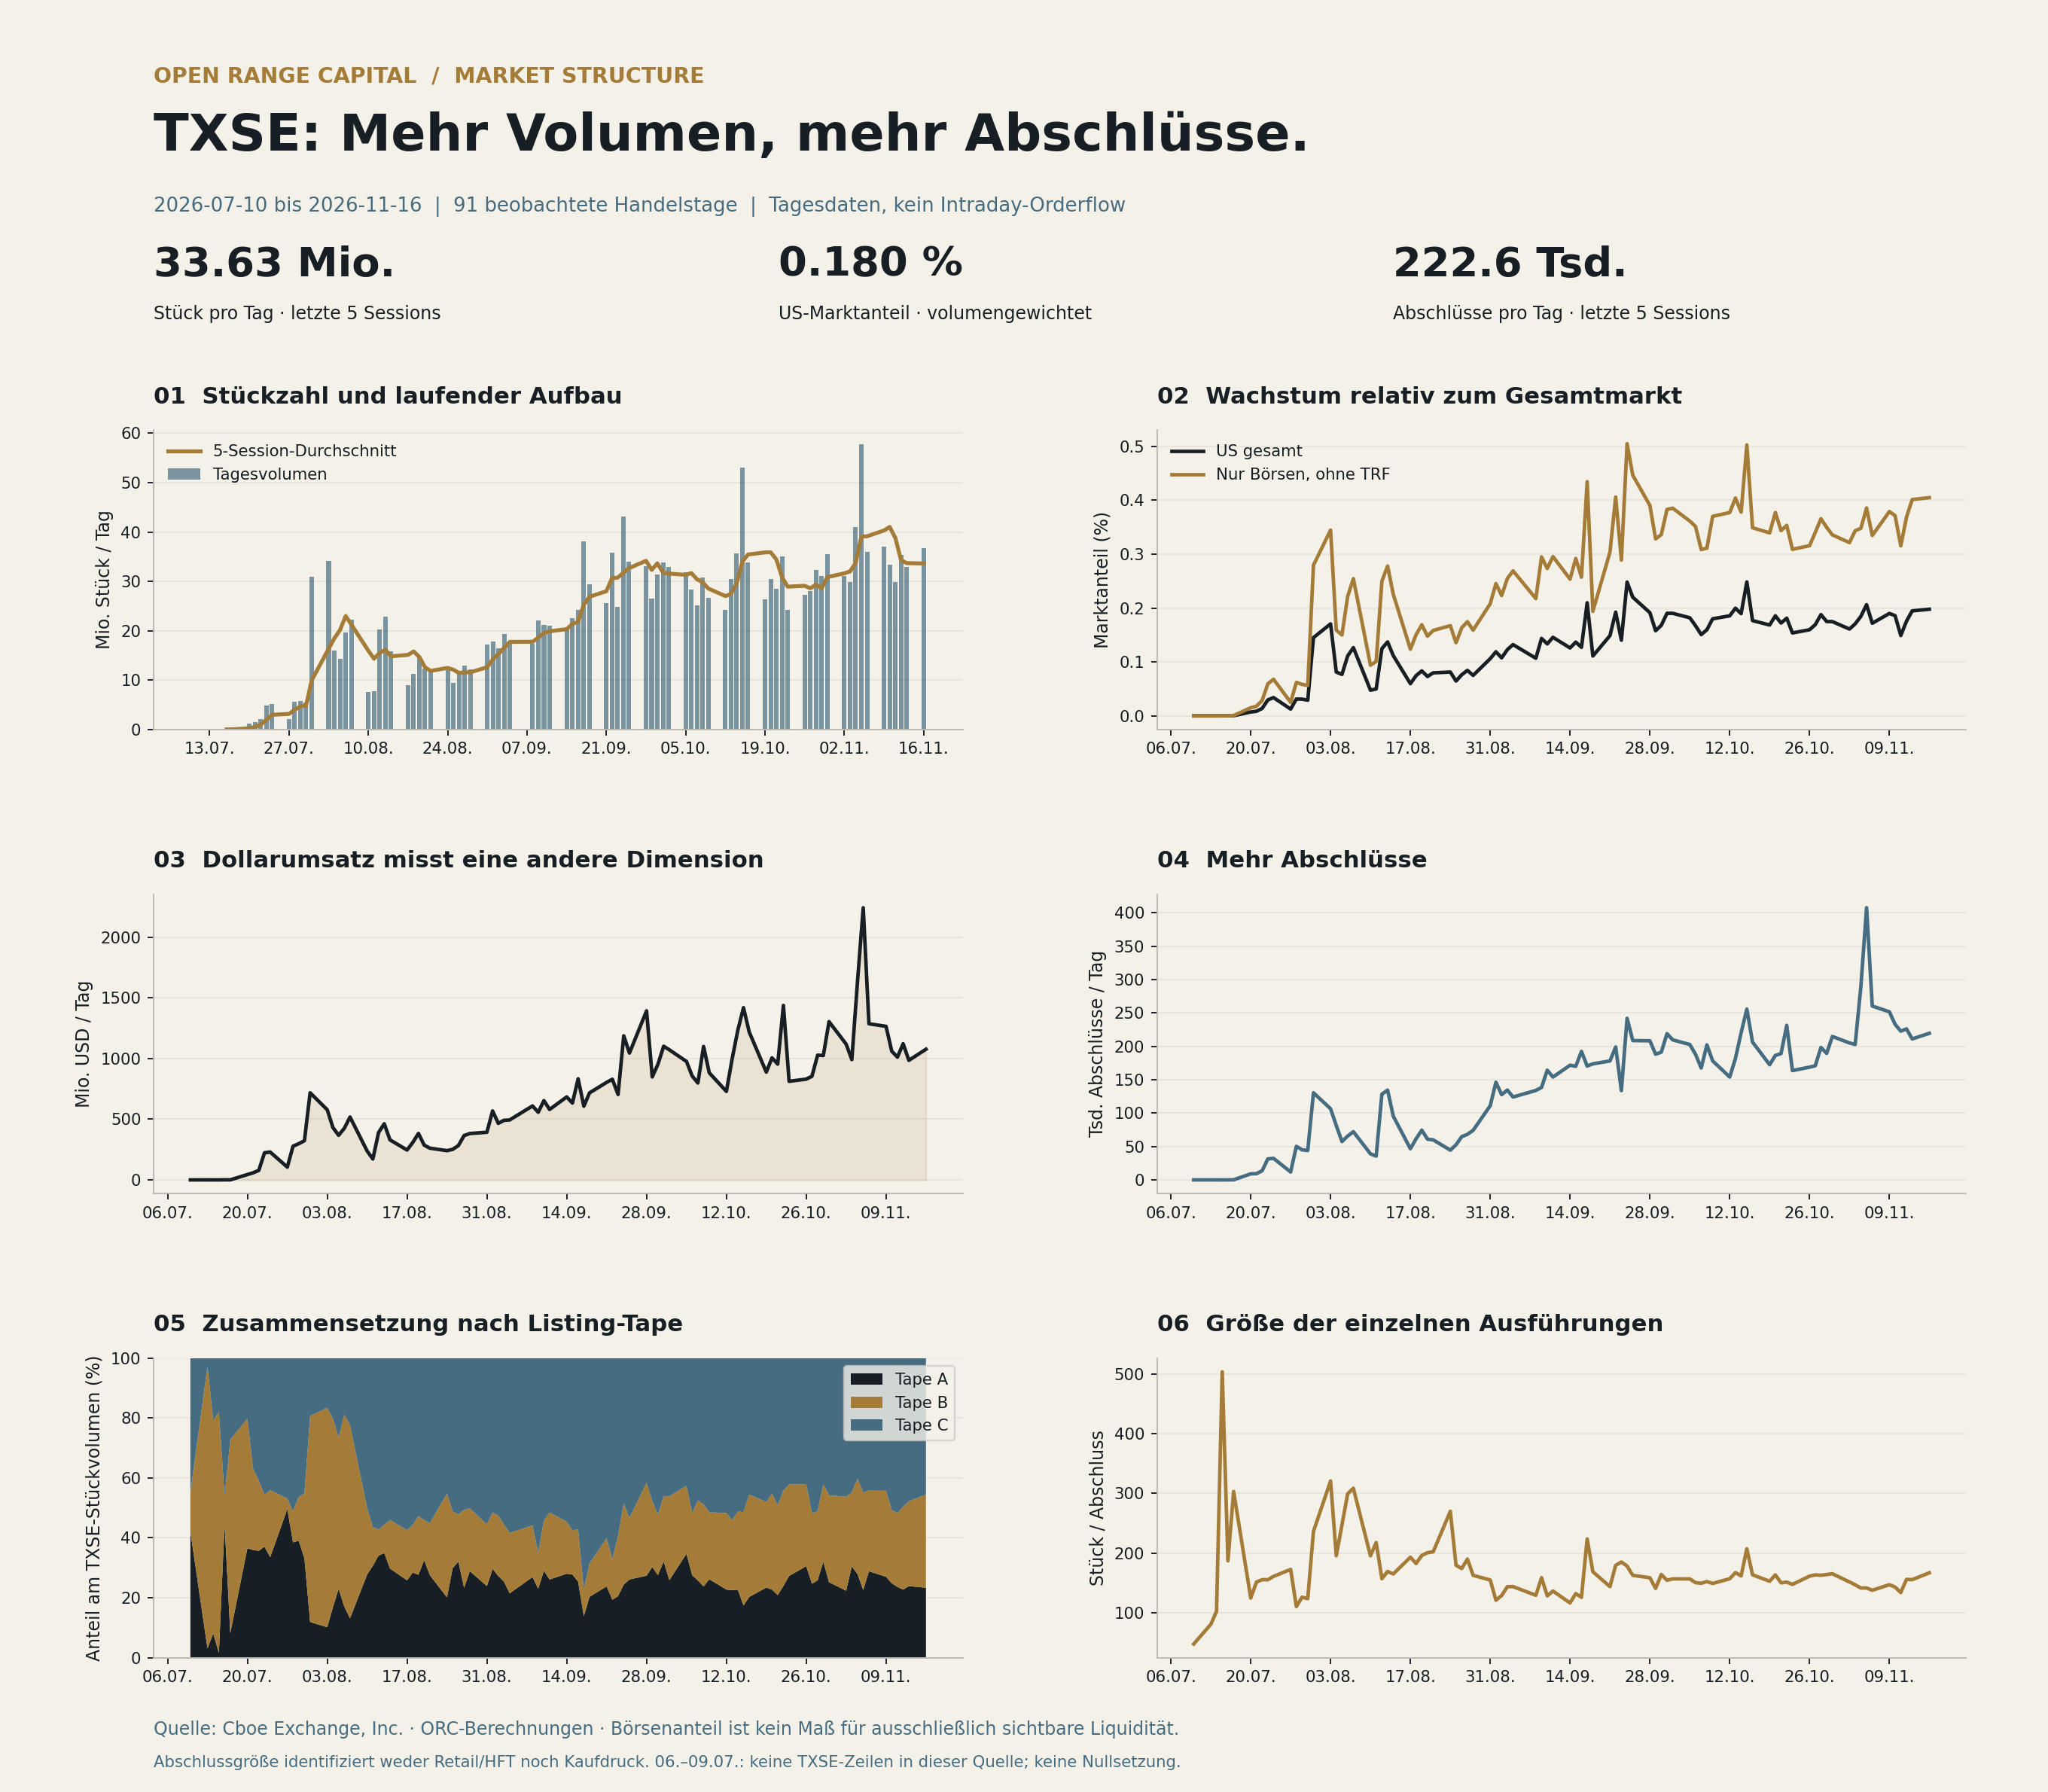 OPEN RANGE CAPITAL / MARKET STRUCTURE
TXSE: Mehr Volumen, mehr Abschlüsse.
2026-07-10 bis 2026-11-16 | 91 beobachtete Handelstage | Tagesdaten, kein Intraday-Orderflow
33.63 Mio.
Stück pro Tag · letzte 5 Sessions
0.180 %
US-Marktanteil · volumengewichtet
222.6 Tsd.
Abschlüsse pro Tag · letzte 5 Sessions
01 Stückzahl und laufender Aufbau
Mio. Stück / Tag
60
50
40
30
20
10
0
5-Session-Durchschnitt
Tagesvolumen
13.07. 27.07. 10.08. 24.08. 07.09. 21.09. 05.10. 19.10. 02.11. 16.11.
02 Wachstum relativ zum Gesamtmarkt
Marktanteil (%)
0.5
0.4
0.3
0.2
0.1
0.0
US gesamt
Nur Börsen, ohne TRF
06.07. 20.07. 03.08. 17.08. 31.08. 14.09. 28.09. 12.10. 26.10. 09.11.
03 Dollarumsatz misst eine andere Dimension
Mio. USD / Tag
2000
1500
1000
500
0
06.07. 20.07. 03.08. 17.08. 31.08. 14.09. 28.09. 12.10. 26.10. 09.11.
04 Mehr Abschlüsse
Tsd. Abschlüsse / Tag
400
350
300
250
200
150
100
50
0
06.07. 20.07. 03.08. 17.08. 31.08. 14.09. 28.09. 12.10. 26.10. 09.11.
05 Zusammensetzung nach Listing-Tape
Anteil am TXSE-Stückvolumen (%)
100
80
60
40
20
0
Tape A
Tape B
Tape C
06.07. 20.07. 03.08. 17.08. 31.08. 14.09. 28.09. 12.10. 26.10. 09.11.
06 Größe der einzelnen Ausführungen
Stück / Abschluss
500
400
300
200
100
06.07. 20.07. 03.08. 17.08. 31.08. 14.09. 28.09. 12.10. 26.10. 09.11.
Quelle: Cboe Exchange, Inc. · ORC-Berechnungen · Börsenanteil ist kein Maß für ausschließlich sichtbare Liquidität.
Abschlussgröße identifiziert weder Retail/HFT noch Kaufdruck. 06.–09.07.: keine TXSE-Zeilen in dieser Quelle; keine Nullsetzung.